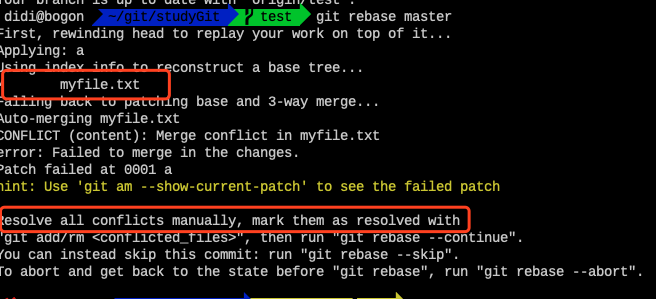 Your branch is up to date with 'origin/test'.
didi@bogon ~/git/studyGit test git rebase master
First, rewinding head to replay your work on top of it...
Applying: a
Using index info to reconstruct a base tree...
myfile.txt
Falling back to patching base and 3-way merge...
Auto-merging myfile.txt
CONFLICT (content): Merge conflict in myfile.txt
error: Failed to merge in the changes.
Patch failed at 0001 a
hint: Use 'git am --show-current-patch' to see the failed patch
Resolve all conflicts manually, mark them as resolved with
"git add/rm <conflicted_files>", then run "git rebase --continue".
You can instead skip this commit: run "git rebase --skip".
To abort and get back to the state before "git rebase", run "git rebase --abort".